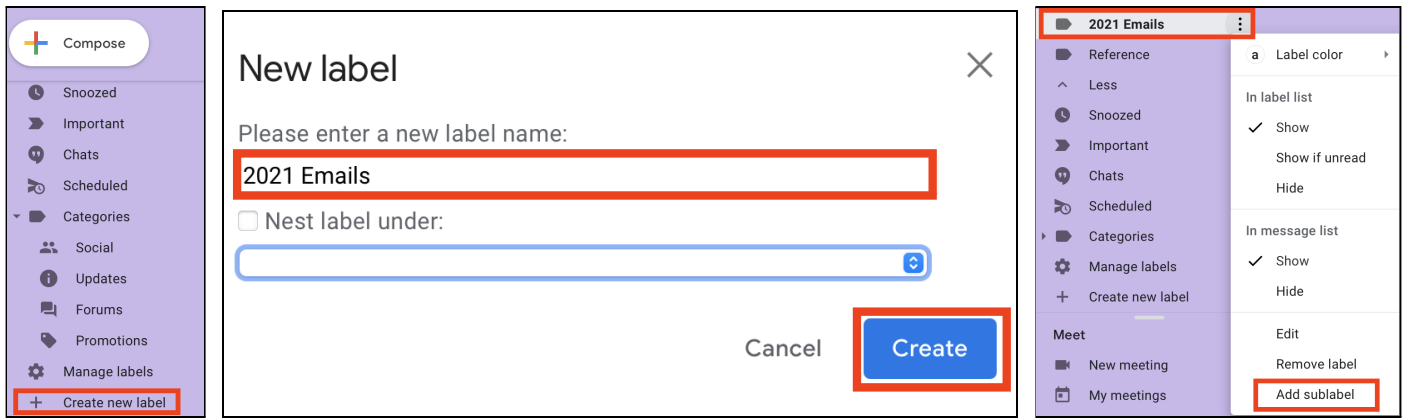 Compose
Snoozed
Important
Chats
Scheduled
Categories
Social
Updates
Forums
Promotions
Manage labels
Create new label
New label
Please enter a new label name:
2021 Emails
Nest label under:
Cancel
Create
2021 Emails
Reference
Less
Snoozed
Important
Chats
Scheduled
Categories
Manage labels
Create new label
Meet
New meeting
My meetings
a Label color
In label list
Show
Show if unread
Hide
In message list
Show
Hide
Edit
Remove label
Add sublabel